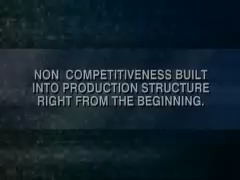 NON COMPETITIVENESS BUILT
INTO PRODUCTION STRUCTURE
RIGHT FROM THE BEGINNING.